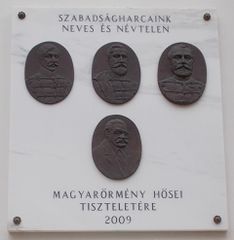 SZABADSÁGHARCAINK
NEVES ÉS NÉVTELEN
MAGYARÖRMÉNY HŐSEI
TISZTELETÉRE
2009